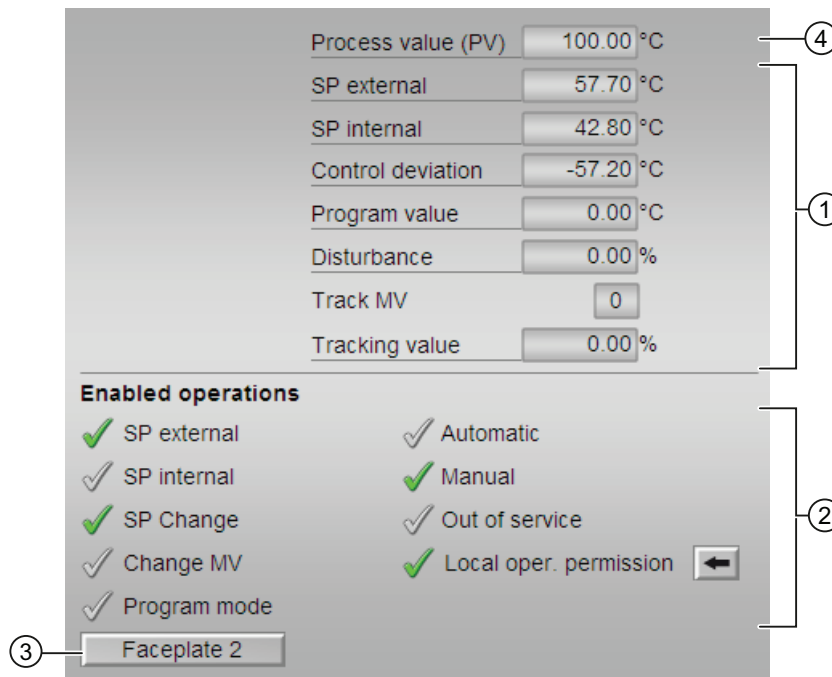 Process value (PV) 100.00 °C ④
SP external 57.70 °C
SP internal 42.80 °C
Control deviation -57.20 °C
Program value 0.00 °C ①
Disturbance 0.00 %
Track MV 0
Tracking value 0.00 %
Enabled operations
SP external Automatic
SP internal Manual
SP Change Out of service ②
Change MV Local oper. permission
Program mode
③ Faceplate 2